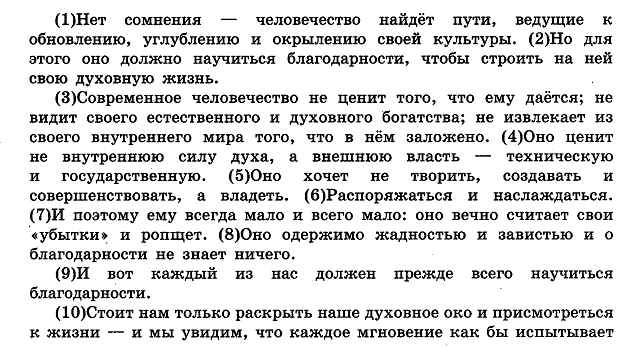 (1)Нет сомнения — человечество найдёт пути, ведущие к
обновлению, углублению и окрылению своей культуры. (2)Но для
этого оно должно научиться благодарности, чтобы строить на ней
свою духовную жизнь.
(3)Современное человечество не ценит того, что ему даётся; не
видит своего естественного и духовного богатства; не извлекает из
своего внутреннего мира того, что в нём заложено. (4)Оно ценит
не внутреннюю силу духа, а внешнюю власть — техническую
и государственную. (5)Оно хочет не творить, создавать и
совершенствовать, а владеть. (6)Распоряжаться и наслаждаться.
(7)И поэтому ему всегда мало и всего мало: оно вечно считает свои
«убытки» и ропщет. (8)Оно одержимо жадностью и завистью и о
благодарности не знает ничего.
(9)И вот каждый из нас должен прежде всего научиться
благодарности.
(10)Стоит нам только раскрыть наше духовное око и присмотреться
к жизни — и мы увидим, что каждое мгновение как бы испытывает